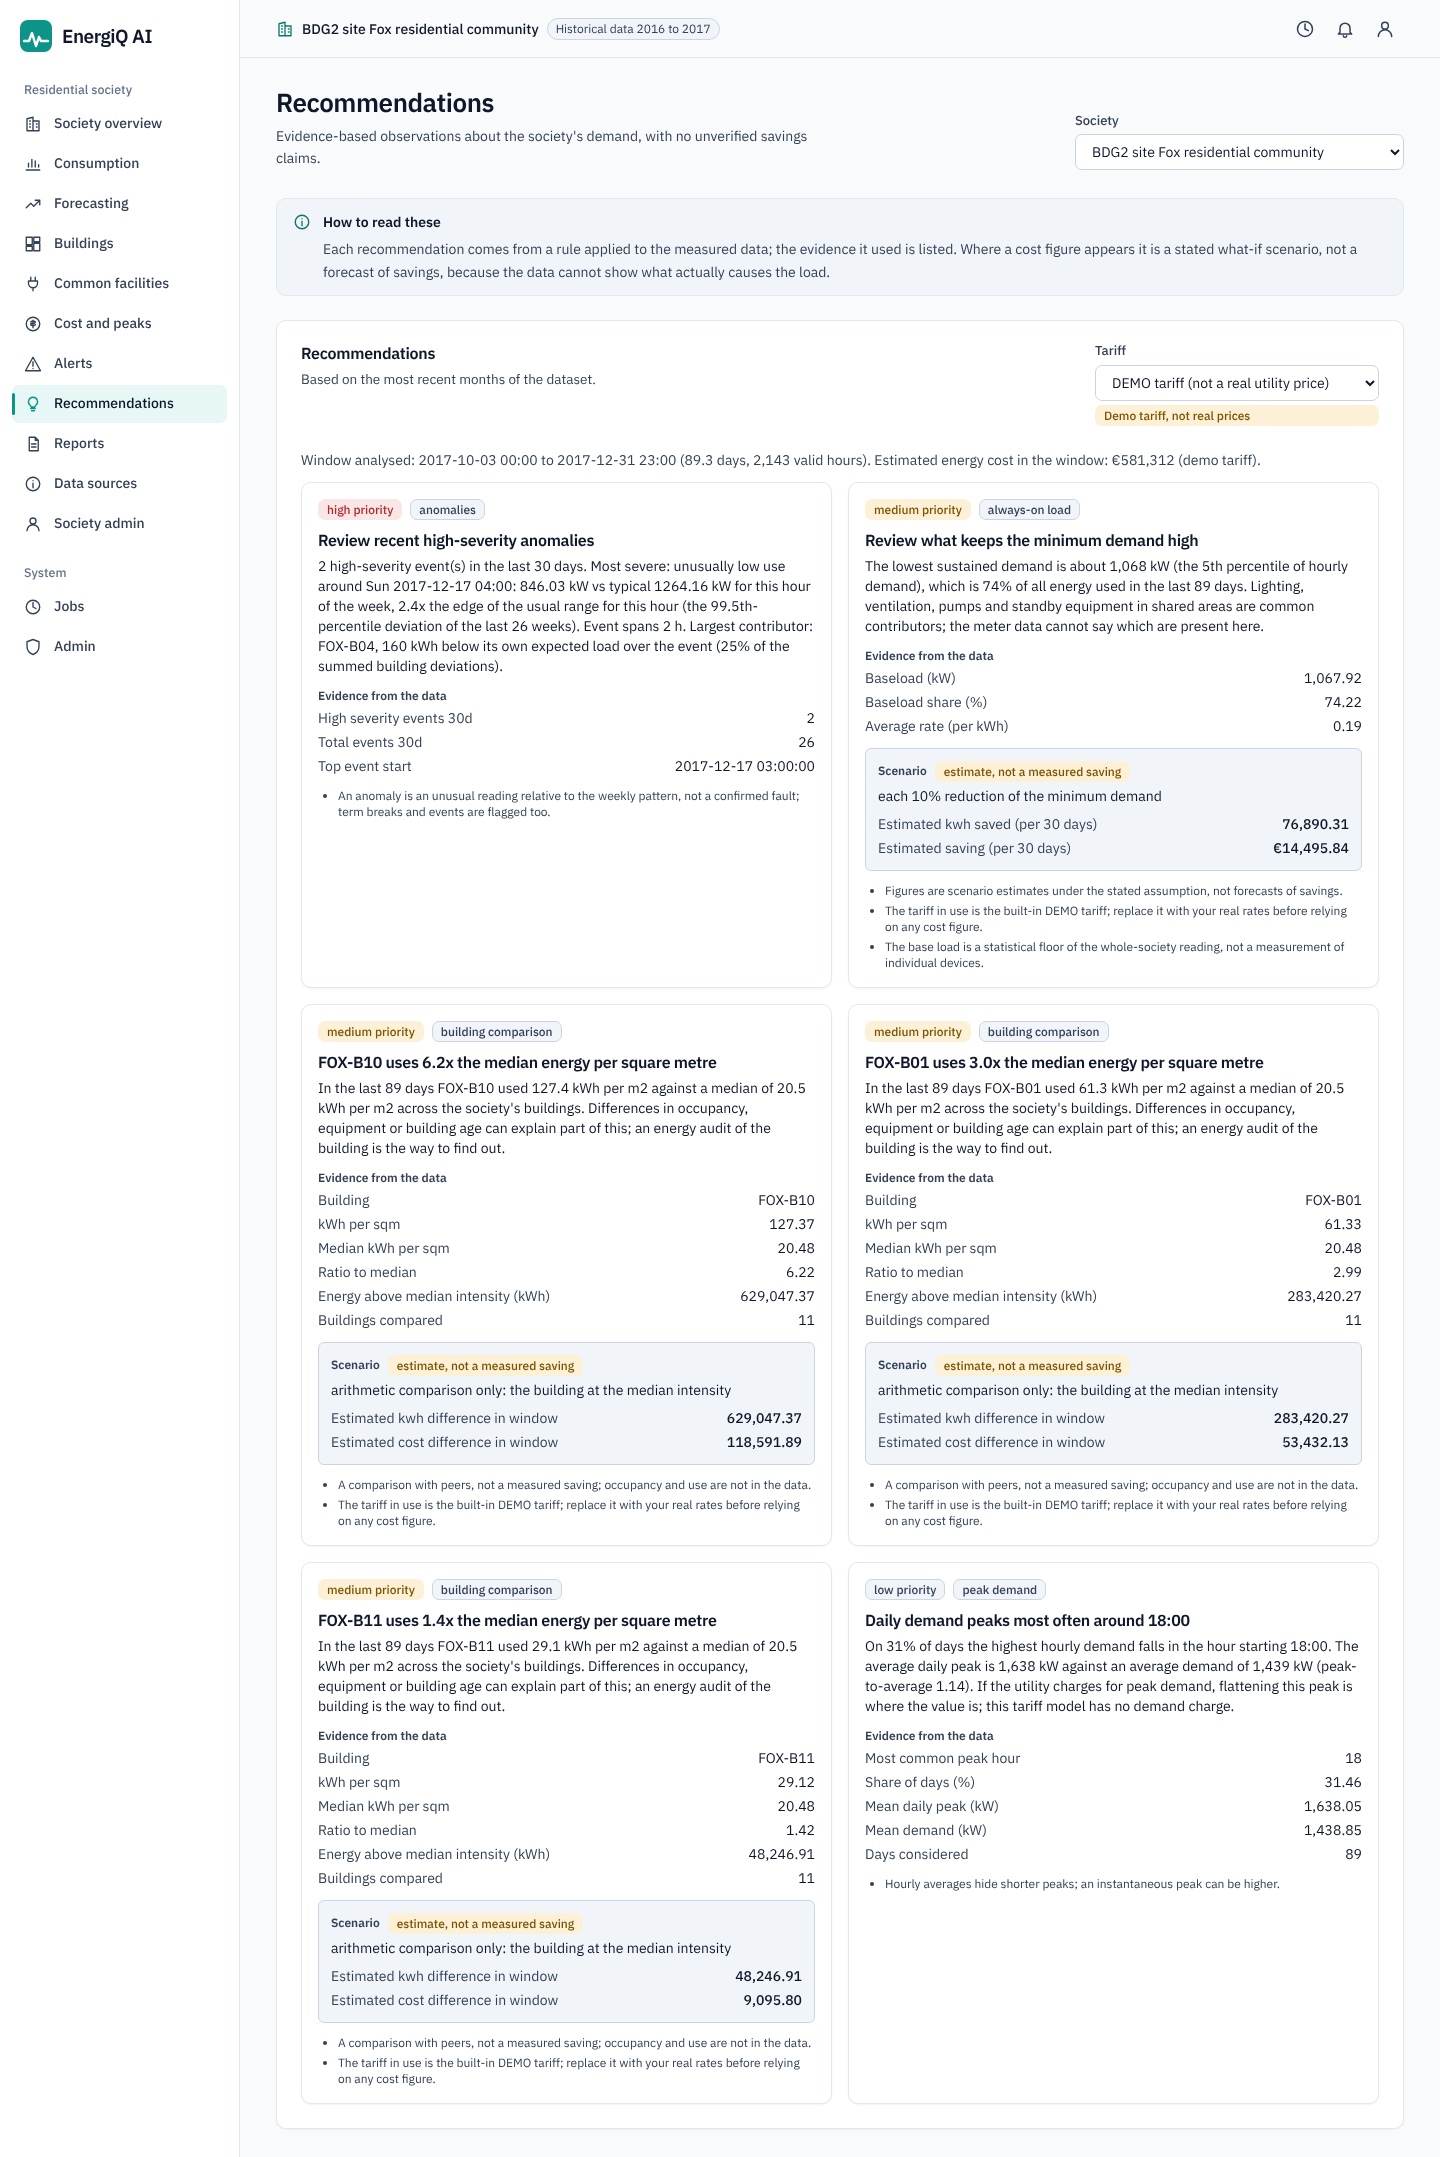 EnergiQ AI
Residential society
Society overview
Consumption
Forecasting
Buildings
Common facilities
Cost and peaks
Alerts
Recommendations
Reports
Data sources
Society admin
System
Jobs
Admin
BDG2 site Fox residential community
Historical data 2016 to 2017
Recommendations
Evidence-based observations about the society's demand, with no unverified savings
claims.
Society
BDG2 site Fox residential community
How to read these
Each recommendation comes from a rule applied to the measured data; the evidence it used is listed. Where a cost figure appears it is a stated what-if scenario, not a
forecast of savings, because the data cannot show what actually causes the load.
Recommendations
Based on the most recent months of the dataset.
Tariff
DEMO tariff (not a real utility price)
Demo tariff, not real prices
Window analysed: 2017-10-03 00:00 to 2017-12-31 23:00 (89.3 days, 2,143 valid hours). Estimated energy cost in the window: €581,312 (demo tariff).
high priority anomalies
Review recent high-severity anomalies
2 high-severity event(s) in the last 30 days. Most severe: unusually low use
around Sun 2017-12-17 04:00: 846.03 kW vs typical 1264.16 kW for this hour
of the week, 2.4x the edge of the usual range for this hour (the 99.5th-
percentile deviation of the last 26 weeks). Event spans 2 h. Largest contributor:
FOX-B04, 160 kWh below its own expected load over the event (25% of the
summed building deviations).
Evidence from the data
High severity events 30d 2
Total events 30d 26
Top event start 2017-12-17 03:00:00
• An anomaly is an unusual reading relative to the weekly pattern, not a confirmed fault;
term breaks and events are flagged too.
medium priority always-on load
Review what keeps the minimum demand high
The lowest sustained demand is about 1,068 kW (the 5th percentile of hourly
demand), which is 74% of all energy used in the last 89 days. Lighting,
ventilation, pumps and standby equipment in shared areas are common
contributors; the meter data cannot say which are present here.
Evidence from the data
Baseload (kW) 1,067.92
Baseload share (%) 74.22
Average rate (per kWh) 0.19
Scenario estimate, not a measured saving
each 10% reduction of the minimum demand
Estimated kwh saved (per 30 days) 76,890.31
Estimated saving (per 30 days) €14,495.84
• Figures are scenario estimates under the stated assumption, not forecasts of savings.
• The tariff in use is the built-in DEMO tariff; replace it with your real rates before relying
on any cost figure.
• The base load is a statistical floor of the whole-society reading, not a measurement of
individual devices.
medium priority building comparison
FOX-B10 uses 6.2x the median energy per square metre
In the last 89 days FOX-B10 used 127.4 kWh per m2 against a median of 20.5
kWh per m2 across the society's buildings. Differences in occupancy,
equipment or building age can explain part of this; an energy audit of the
building is the way to find out.
Evidence from the data
Building FOX-B10
kWh per sqm 127.37
Median kWh per sqm 20.48
Ratio to median 6.22
Energy above median intensity (kWh) 629,047.37
Buildings compared 11
Scenario estimate, not a measured saving
arithmetic comparison only: the building at the median intensity
Estimated kwh difference in window 629,047.37
Estimated cost difference in window 118,591.89
• A comparison with peers, not a measured saving; occupancy and use are not in the data.
• The tariff in use is the built-in DEMO tariff; replace it with your real rates before relying
on any cost figure.
medium priority building comparison
FOX-B01 uses 3.0x the median energy per square metre
In the last 89 days FOX-B01 used 61.3 kWh per m2 against a median of 20.5
kWh per m2 across the society's buildings. Differences in occupancy,
equipment or building age can explain part of this; an energy audit of the
building is the way to find out.
Evidence from the data
Building FOX-B01
kWh per sqm 61.33
Median kWh per sqm 20.48
Ratio to median 2.99
Energy above median intensity (kWh) 283,420.27
Buildings compared 11
Scenario estimate, not a measured saving
arithmetic comparison only: the building at the median intensity
Estimated kwh difference in window 283,420.27
Estimated cost difference in window 53,432.13
• A comparison with peers, not a measured saving; occupancy and use are not in the data.
• The tariff in use is the built-in DEMO tariff; replace it with your real rates before relying
on any cost figure.
medium priority building comparison
FOX-B11 uses 1.4x the median energy per square metre
In the last 89 days FOX-B11 used 29.1 kWh per m2 against a median of 20.5
kWh per m2 across the society's buildings. Differences in occupancy,
equipment or building age can explain part of this; an energy audit of the
building is the way to find out.
Evidence from the data
Building FOX-B11
kWh per sqm 29.12
Median kWh per sqm 20.48
Ratio to median 1.42
Energy above median intensity (kWh) 48,246.91
Buildings compared 11
Scenario estimate, not a measured saving
arithmetic comparison only: the building at the median intensity
Estimated kwh difference in window 48,246.91
Estimated cost difference in window 9,095.80
• A comparison with peers, not a measured saving; occupancy and use are not in the data.
• The tariff in use is the built-in DEMO tariff; replace it with your real rates before relying
on any cost figure.
low priority peak demand
Daily demand peaks most often around 18:00
On 31% of days the highest hourly demand falls in the hour starting 18:00. The
average daily peak is 1,638 kW against an average demand of 1,439 kW (peak-
to-average 1.14). If the utility charges for peak demand, flattening this peak is
where the value is; this tariff model has no demand charge.
Evidence from the data
Most common peak hour 18
Share of days (%) 31.46
Mean daily peak (kW) 1,638.05
Mean demand (kW) 1,438.85
Days considered 89
• Hourly averages hide shorter peaks; an instantaneous peak can be higher.